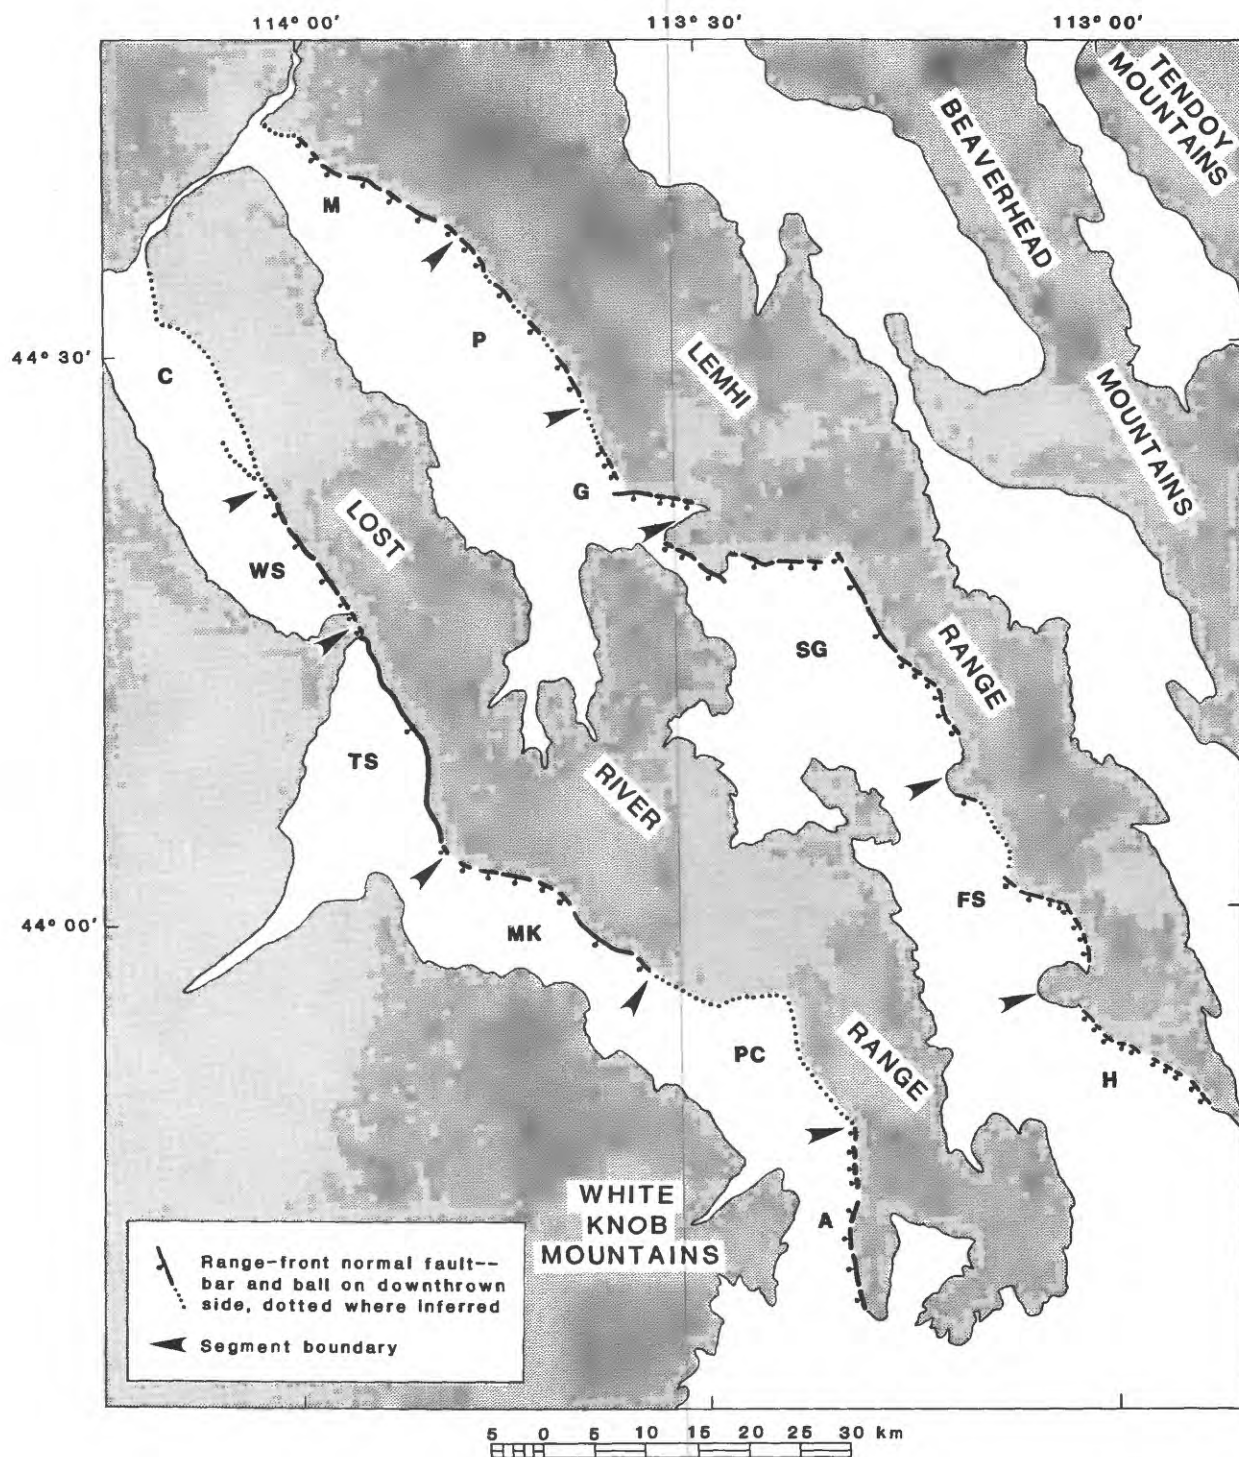 114° 00'
113° 30'
113° 00'
TENDOY
MOUNTAINS
BEAVERHEAD
MOUNTAINS
M
P
44° 30'
C
LEMHI
G
LOST
WS
SG
RANGE
TS
RIVER
FS
44° 00'
MK
PC
RANGE
H
A
WHITE
KNOB
MOUNTAINS
Range-front normal fault--
bar and ball on downthrown
side, dotted where inferred
Segment boundary
5 0 5 10 15 20 25 30 km